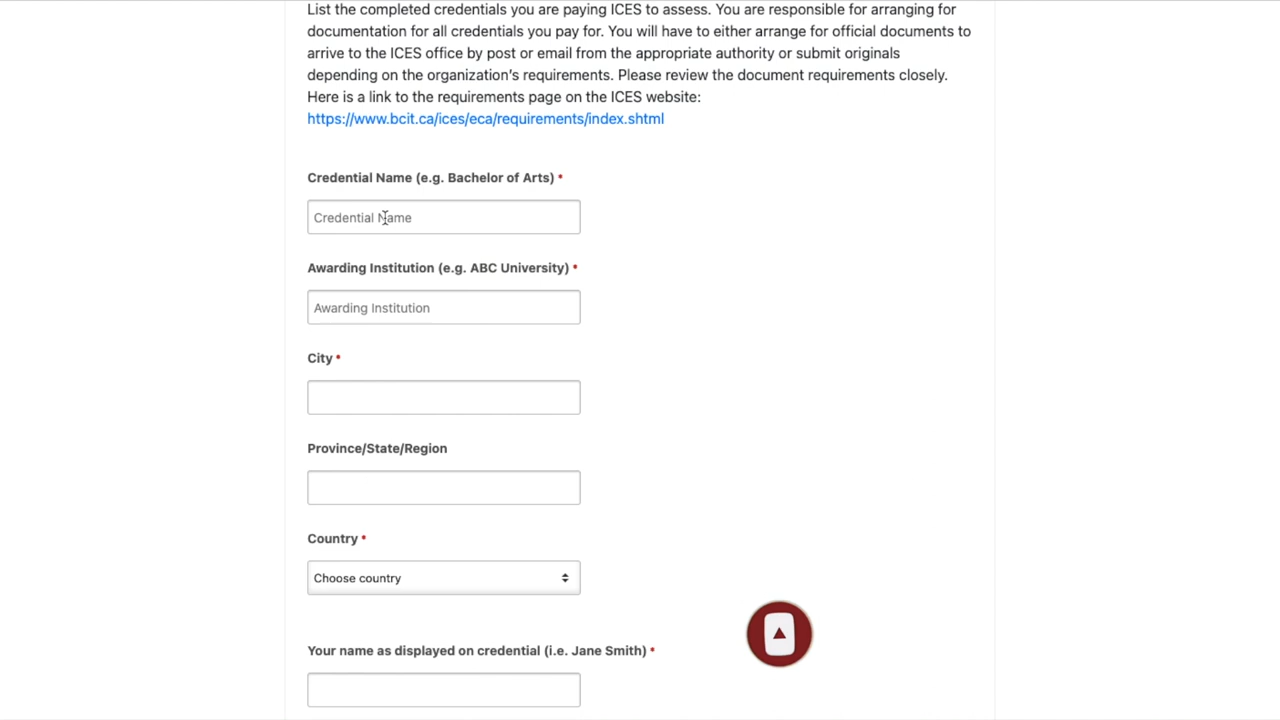 List the completed credentials you are paying ICES to assess. You are responsible for arranging for
documentation for all credentials you pay for. You will have to either arrange for official documents to
arrive to the ICES office by post or email from the appropriate authority or submit originals
depending on the organization's requirements. Please review the document requirements closely.
Here is a link to the requirements page on the ICES website:
https://www.bcit.ca/ices/eca/requirements/index.shtml
Credential Name (e.g. Bachelor of Arts) *
Credential Name
Awarding Institution (e.g. ABC University) *
Awarding Institution
City *
Province/State/Region
Country *
Choose country
Your name as displayed on credential (i.e. Jane Smith) *